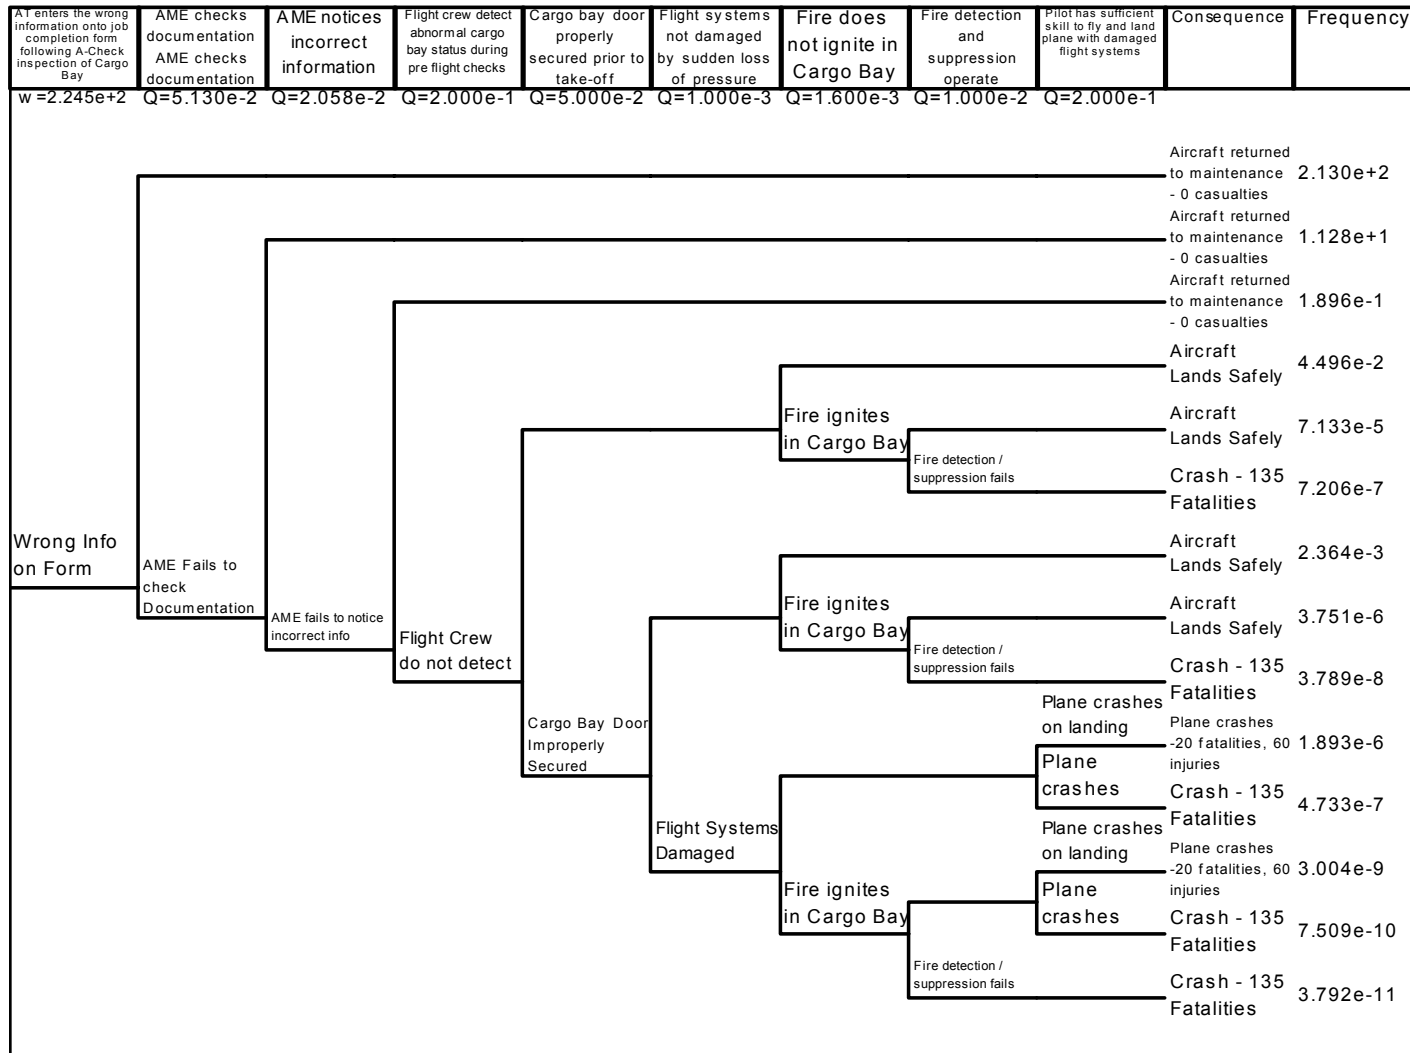 AT enters the wrong
information onto job
completion form
following A-Check
inspection of Cargo
Bay
AME checks
documentation
AME checks
documentation
AME notices
incorrect
information
Flight crew detect
abnormal cargo
bay status during
pre flight checks
Cargo bay door
properly
secured prior to
take-off
Flight systems
not damaged
by sudden loss
of pressure
Fire does
not ignite in
Cargo Bay
Fire detection
and
suppression
operate
Pilot has sufficient
skill to fly and land
plane with damaged
flight systems
Consequence
Frequency
w=2.245e+2
Q=5.130e-2
Q=2.058e-2
Q=2.000e-1
Q=5.000e-2
Q=1.000e-3
Q=1.600e-3
Q=1.000e-2
Q=2.000e-1
Aircraft returned
to maintenance
- 0 casualties
2.130e+2
Aircraft returned
to maintenance
- 0 casualties
1.128e+1
Aircraft returned
to maintenance
- 0 casualties
1.896e-1
Aircraft
Lands Safely
4.496e-2
Fire ignites
in Cargo Bay
Aircraft
Lands Safely
7.133e-5
Fire detection /
suppression fails
Crash - 135
Fatalities
7.206e-7
Wrong Info
on Form
AME Fails to
check
Documentation
AME fails to notice
incorrect info
Flight Crew
do not detect
Aircraft
Lands Safely
2.364e-3
Fire ignites
in Cargo Bay
Aircraft
Lands Safely
3.751e-6
Fire detection /
suppression fails
Crash - 135
Fatalities
3.789e-8
Cargo Bay Door
Improperly
Secured
Plane crashes
on landing
Plane crashes
-20 fatalities, 60
injuries
1.893e-6
Plane
crashes
Crash - 135
Fatalities
4.733e-7
Flight Systems
Damaged
Plane crashes
on landing
Plane crashes
-20 fatalities, 60
injuries
3.004e-9
Fire ignites
in Cargo Bay
Plane
crashes
Crash - 135
Fatalities
7.509e-10
Fire detection /
suppression fails
Crash - 135
Fatalities
3.792e-11